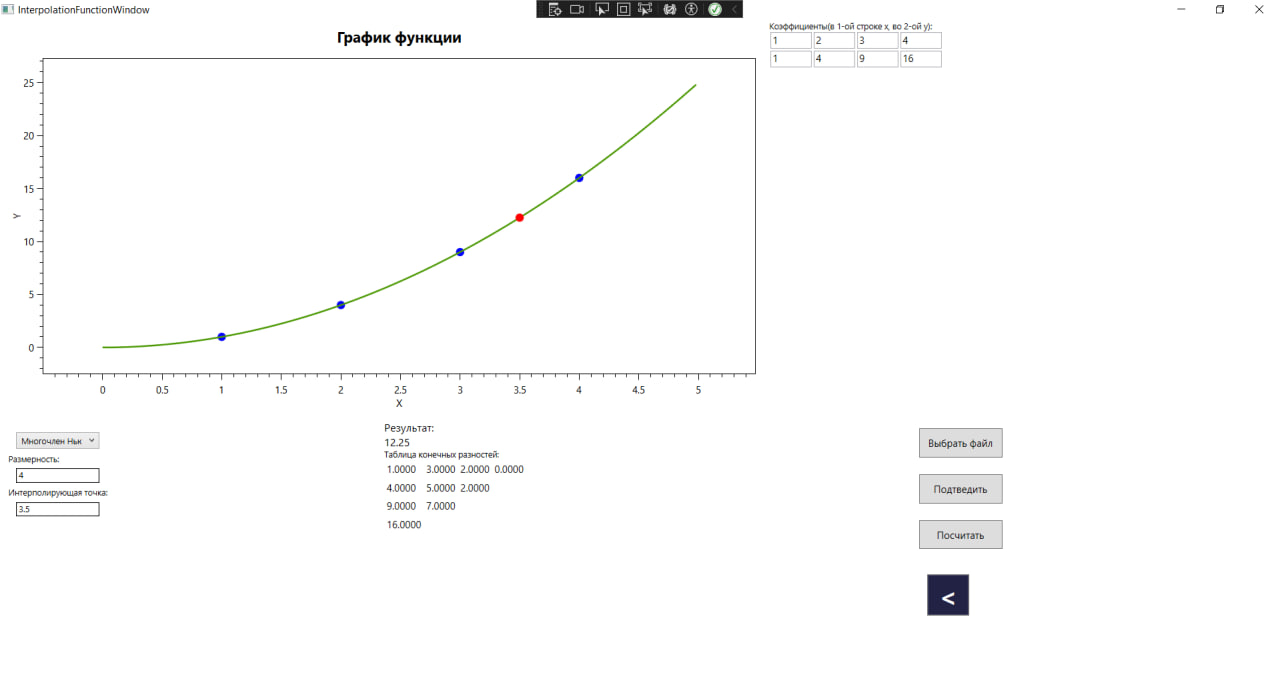 InterpolationFunctionWindow
График функции
Коэффициенты(в 1-ой строке x, во 2-ой y):
1 2 3 4
1 4 9 16
25
20
15
10
5
0
Y
0 0.5 1 1.5 2 2.5 3 3.5 4 4.5 5
X
Многочлен Нью
Размерность:
4
Интерполирующая точка:
3.5
Результат:
12.25
Таблица конечных разностей:
1.0000 3.0000 2.0000 0.0000
4.0000 5.0000 2.0000
9.0000 7.0000
16.0000
Выбрать файл
Подтведить
Посчитать
<